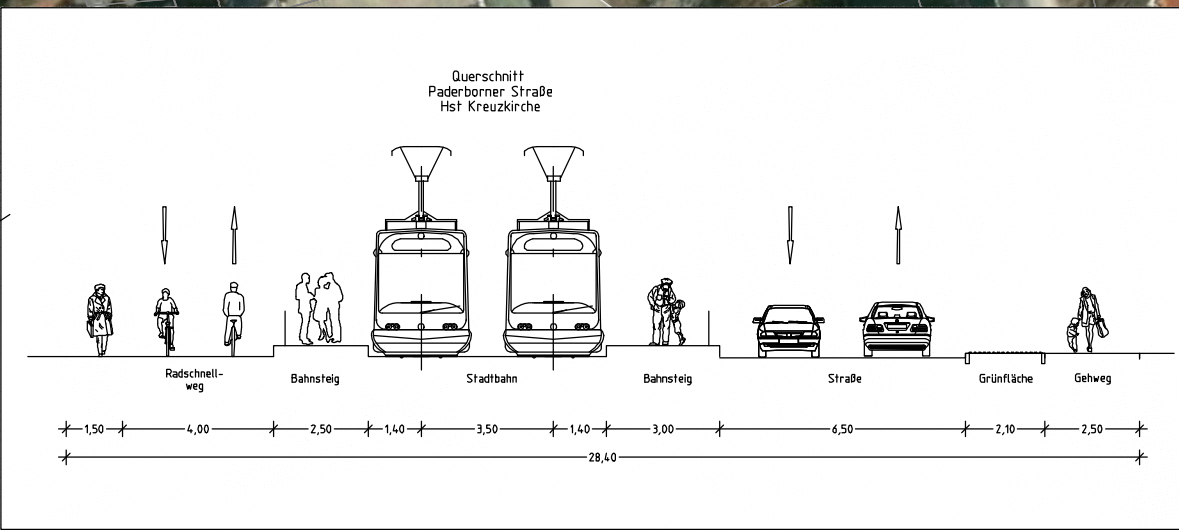 Querschnitt
Paderborner Straße
Hst Kreuzkirche
Radschnell-
weg
Bahnsteig
Stadtbahn
Bahnsteig
Straße
Grünfläche
Gehweg
1,50
4,00
2,50
1,40
3,50
1,40
3,00
6,50
2,10
2,50
28,40